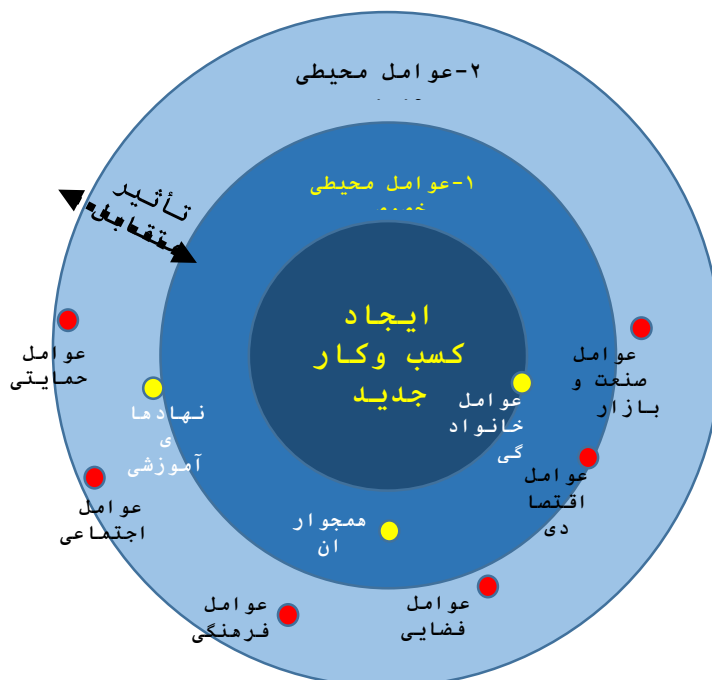 ۲-عوامل محیطی
۱-عوامل محیطی
تأثیر
متقابل
ایجاد
کسب وکار
جدید
عوامل
حمایتی
نهادها
ی
آموزشی
عوامل
خانواد
گی
عوامل
صنعت و
بازار
عوامل
اقتصا
دی
عوامل
اجتماعی
همجوار
ان
عوامل
فرهنگی
عوامل
فضایی